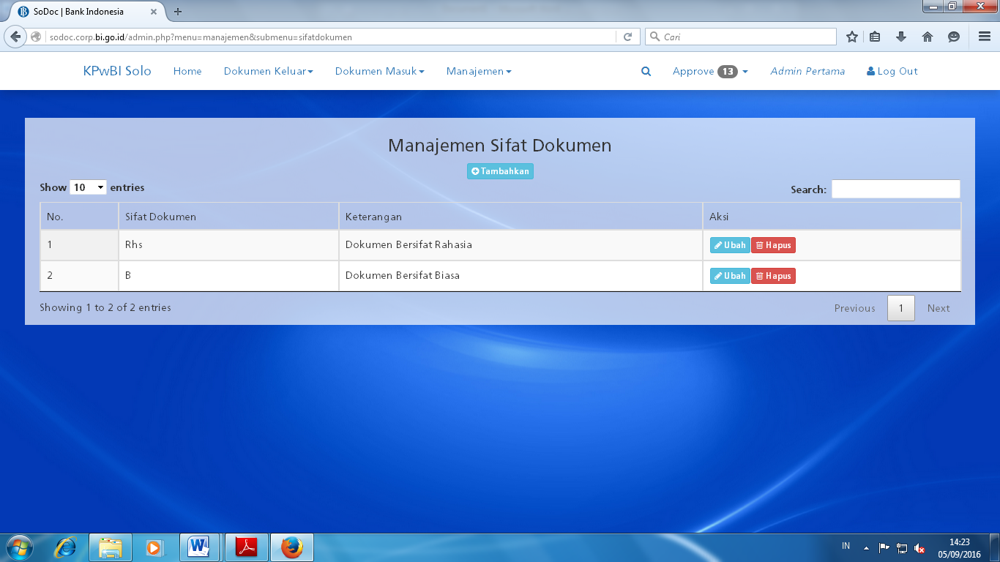 SoDoc | Bank Indonesia
sodoc.corp.bi.go.id/admin.php?menu=manajemen&submenu=sifatdokumen
Cari
KPwBI Solo Home Dokumen Keluar Dokumen Masuk Manajemen Approve 13 Admin Pertama Log Out
Manajemen Sifat Dokumen
Tambahkan
Show 10 entries Search:
No. Sifat Dokumen Keterangan Aksi
1 Rhs Dokumen Bersifat Rahasia Ubah Hapus
2 B Dokumen Bersifat Biasa Ubah Hapus
Showing 1 to 2 of 2 entries Previous 1 Next
IN 14:23
05/09/2016